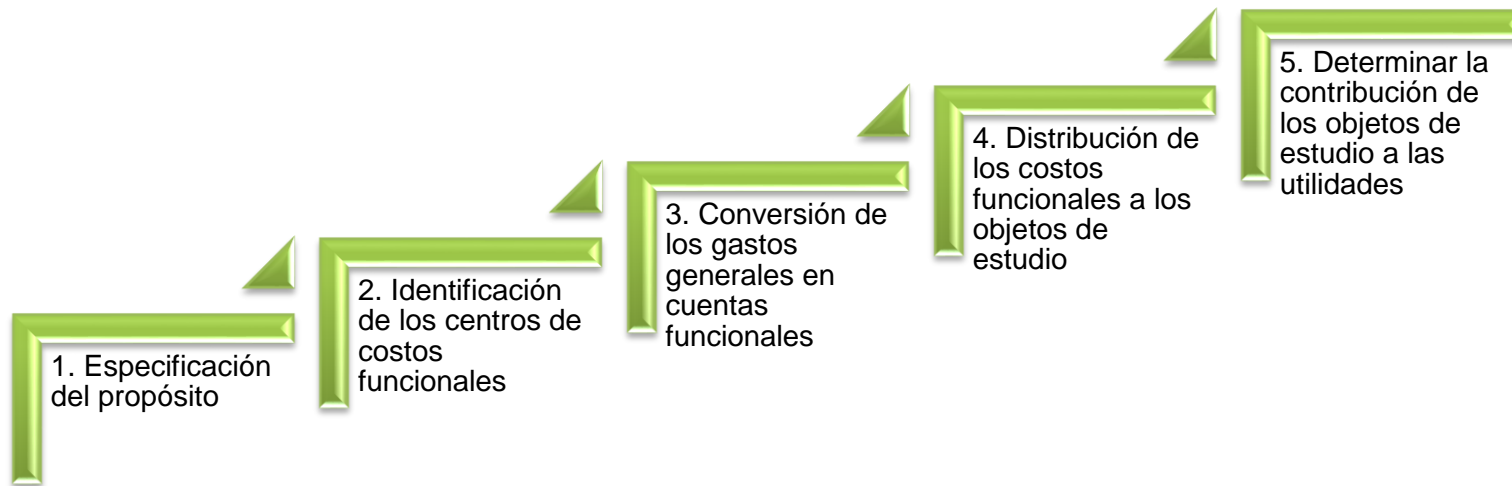 1. Especificación
del propósito
2. Identificación
de los centros de
costos
funcionales
3. Conversión de
los gastos
generales en
cuentas
funcionales
4. Distribución de
los costos
funcionales a los
objetos de
estudio
5. Determinar la
contribución de
los objetos de
estudio a las
utilidades